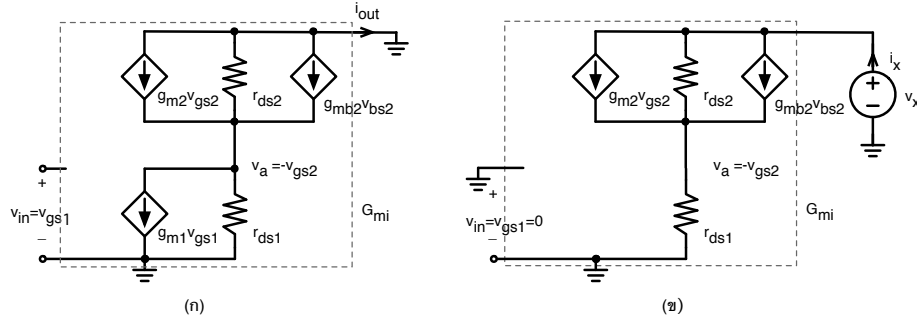 i_out
g_m2v_gs2
r_ds2
g_mb2v_bs2
v_a =-v_gs2
+
v_in=v_gs1
–
g_m1v_gs1
r_ds1
G_mi
(ก)
i_x
+
–
v_x
g_m2v_gs2
r_ds2
g_mb2v_bs2
v_a =-v_gs2
+
v_in=v_gs1=0
–
r_ds1
G_mi
(ข)